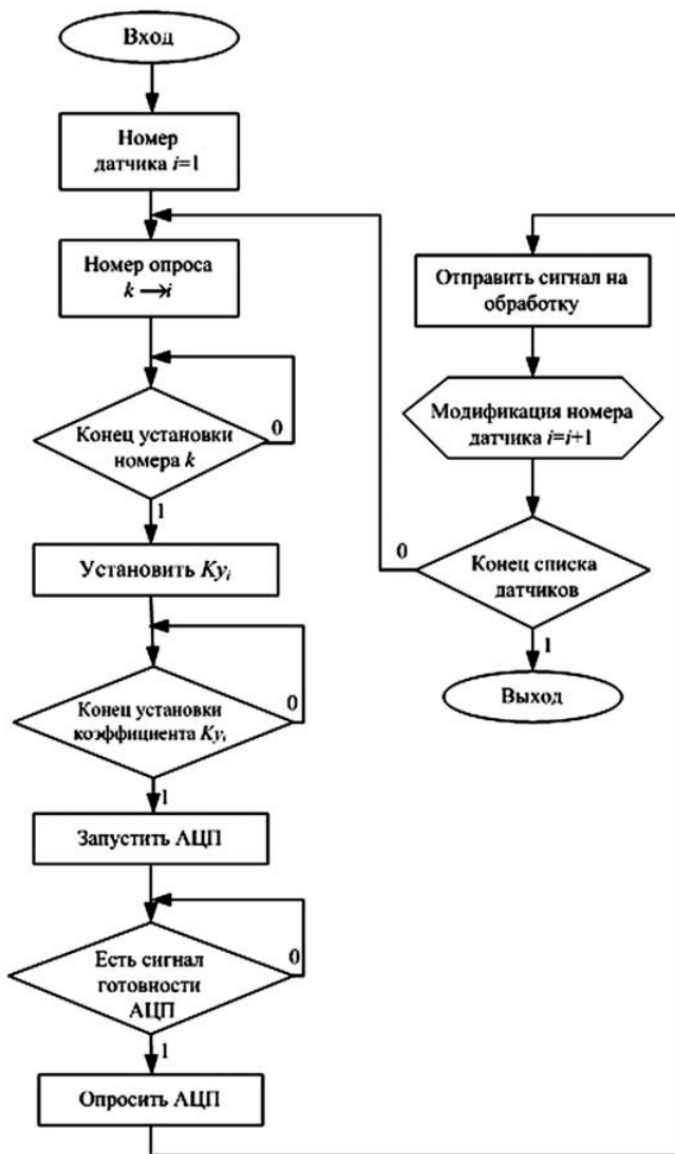 Вход
Номер
датчика i=1
Номер опроса
k → i
0
Конец установки
номера k
1
Установить Kyᵢ
0
Конец установки
коэффициента Kyᵢ
1
Запустить АЦП
0
Есть сигнал
готовности
АЦП
1
Опросить АЦП
Отправить сигнал на
обработку
Модификация номера
датчика i=i+1
0
Конец списка
датчиков
1
Выход